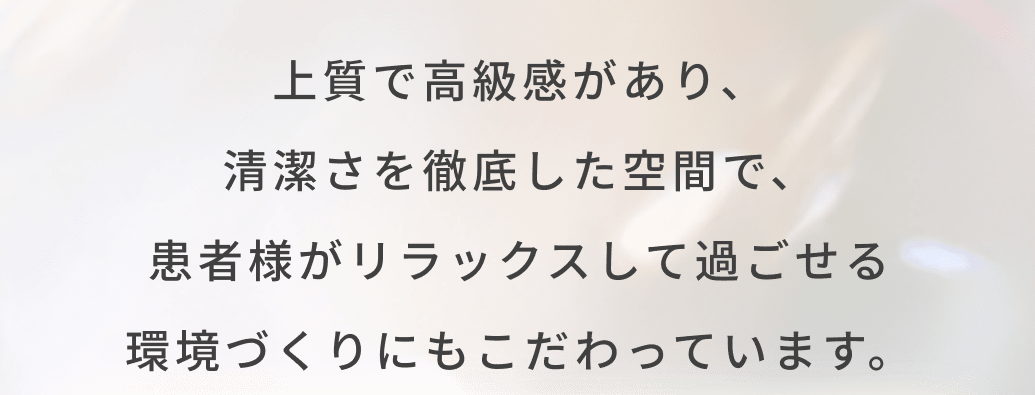 上質で高級感があり、
清潔さを徹底した空間で、
患者様がリラックスして過ごせる
環境づくりにもこだわっています。